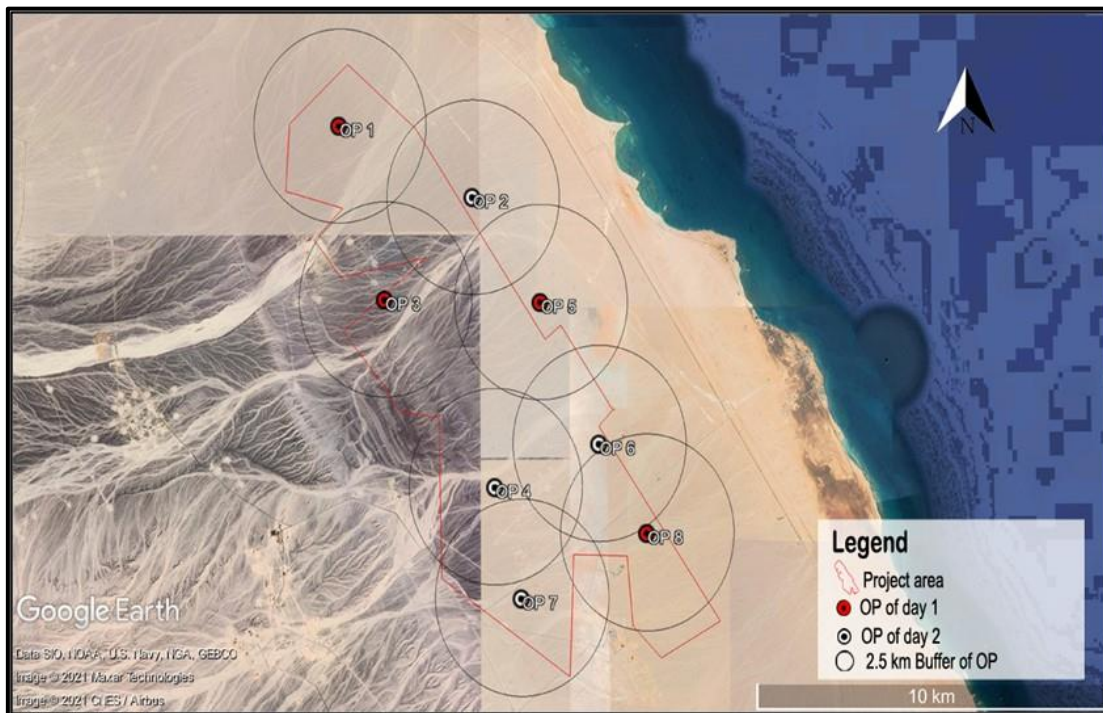 N
OP 1
OP 2
OP 3
OP 5
OP 6
OP 4
OP 8
OP 7
Legend
Project area
OP of day 1
OP of day 2
2.5 km Buffer of OP
10 km
Google Earth
Data SIO, NOAA, U.S. Navy, NGA, GEBCO
Image © 2021 Maxar Technologies
Image © 2021 CNES / Airbus